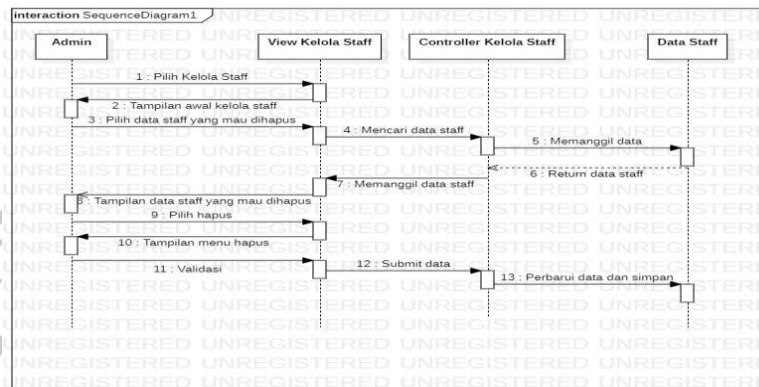 interaction SequenceDiagram1
Admin
View Kelola Staff
Controller Kelola Staff
Data Staff
1 : Pilih Kelola Staff
2 : Tampilan awal kelola staff
3 : Pilih data staff yang mau dihapus
4 : Mencari data staff
5 : Memanggil data
6 : Return data staff
7 : Memanggil data staff
8 : Tampilan data staff yang mau dihapus
9 : Pilih hapus
10 : Tampilan menu hapus
11 : Validasi
12 : Submit data
13 : Perbarui data dan simpan
UNREGISTERED